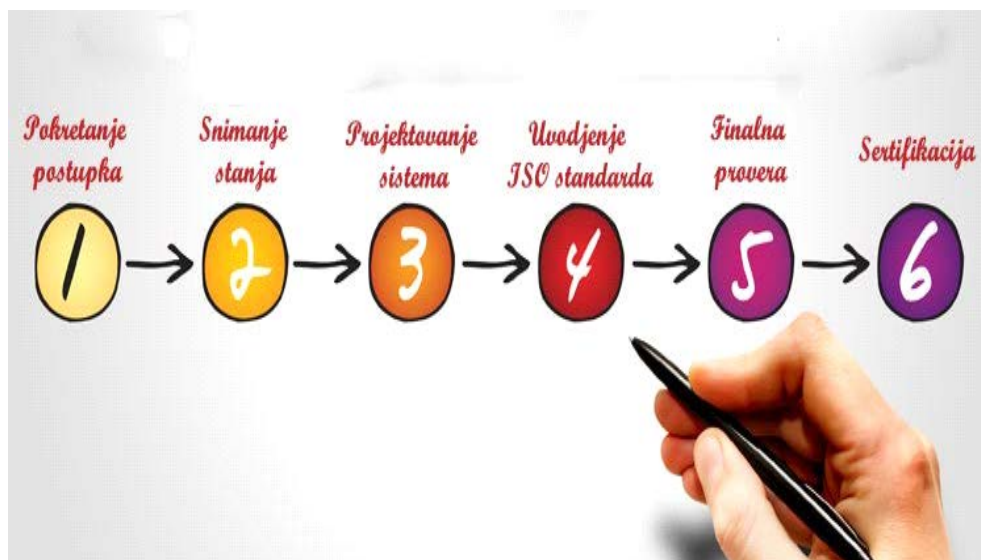 Pokretanje
postupka
Snimanje
stanja
Projektovanje
sistema
Uvodjenje
ISO standarda
Finalna
provera
Sertifikacija
1
2
3
4
5
6